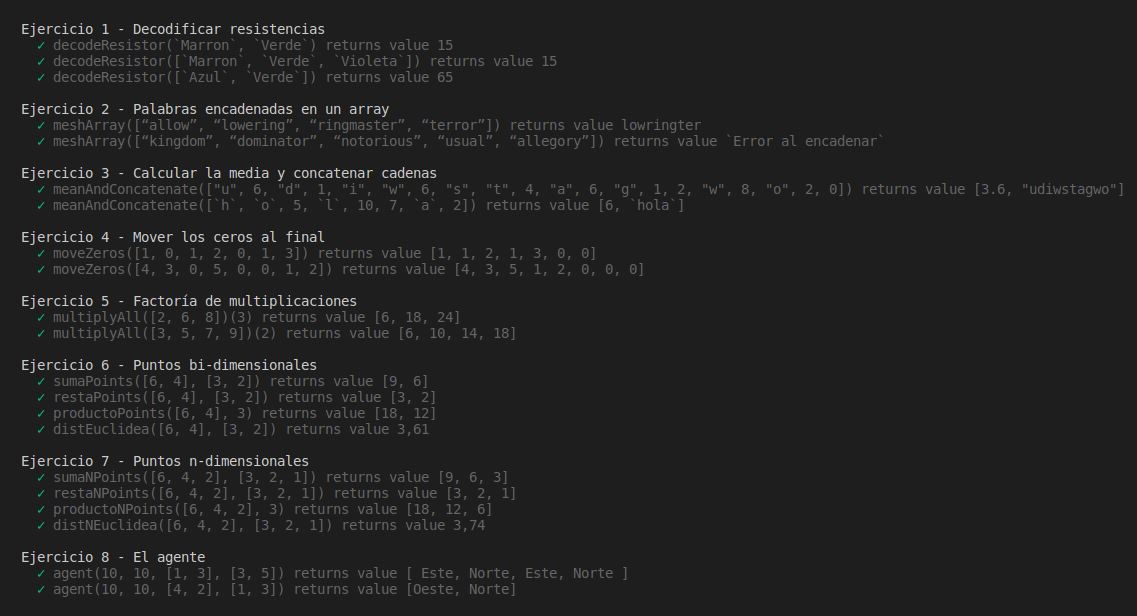 Ejercicio 1 - Decodificar resistencias
✓ decodeResistor(`Marron`, `Verde`) returns value 15
✓ decodeResistor([`Marron`, `Verde`, `Violeta`]) returns value 15
✓ decodeResistor([`Azul`, `Verde`]) returns value 65
Ejercicio 2 - Palabras encadenadas en un array
✓ meshArray([“allow”, “lowering”, “ringmaster”, “terror”]) returns value lowringter
✓ meshArray([“kingdom”, “dominator”, “notorious”, “usual”, “allegory”]) returns value `Error al encadenar`
Ejercicio 3 - Calcular la media y concatenar cadenas
✓ meanAndConcatenate(["u", 6, "d", 1, "i", "w", 6, "s", "t", 4, "a", 6, "g", 1, 2, "w", 8, "o", 2, 0]) returns value [3.6, "udiwstagwo"]
✓ meanAndConcatenate([`h`, `o`, 5, `l`, 10, 7, `a`, 2]) returns value [6, `hola`]
Ejercicio 4 - Mover los ceros al final
✓ moveZeros([1, 0, 1, 2, 0, 1, 3]) returns value [1, 1, 2, 1, 3, 0, 0]
✓ moveZeros([4, 3, 0, 5, 0, 0, 1, 2]) returns value [4, 3, 5, 1, 2, 0, 0, 0]
Ejercicio 5 - Factoría de multiplicaciones
✓ multiplyAll([2, 6, 8])(3) returns value [6, 18, 24]
✓ multiplyAll([3, 5, 7, 9])(2) returns value [6, 10, 14, 18]
Ejercicio 6 - Puntos bi-dimensionales
✓ sumaPoints([6, 4], [3, 2]) returns value [9, 6]
✓ restaPoints([6, 4], [3, 2]) returns value [3, 2]
✓ productoPoints([6, 4], 3) returns value [18, 12]
✓ distEuclidea([6, 4], [3, 2]) returns value 3,61
Ejercicio 7 - Puntos n-dimensionales
✓ sumaNPoints([6, 4, 2], [3, 2, 1]) returns value [9, 6, 3]
✓ restaNPoints([6, 4, 2], [3, 2, 1]) returns value [3, 2, 1]
✓ productoNPoints([6, 4, 2], 3) returns value [18, 12, 6]
✓ distNEuclidea([6, 4, 2], [3, 2, 1]) returns value 3,74
Ejercicio 8 - El agente
✓ agent(10, 10, [1, 3], [3, 5]) returns value [ Este, Norte, Este, Norte ]
✓ agent(10, 10, [4, 2], [1, 3]) returns value [Oeste, Norte]